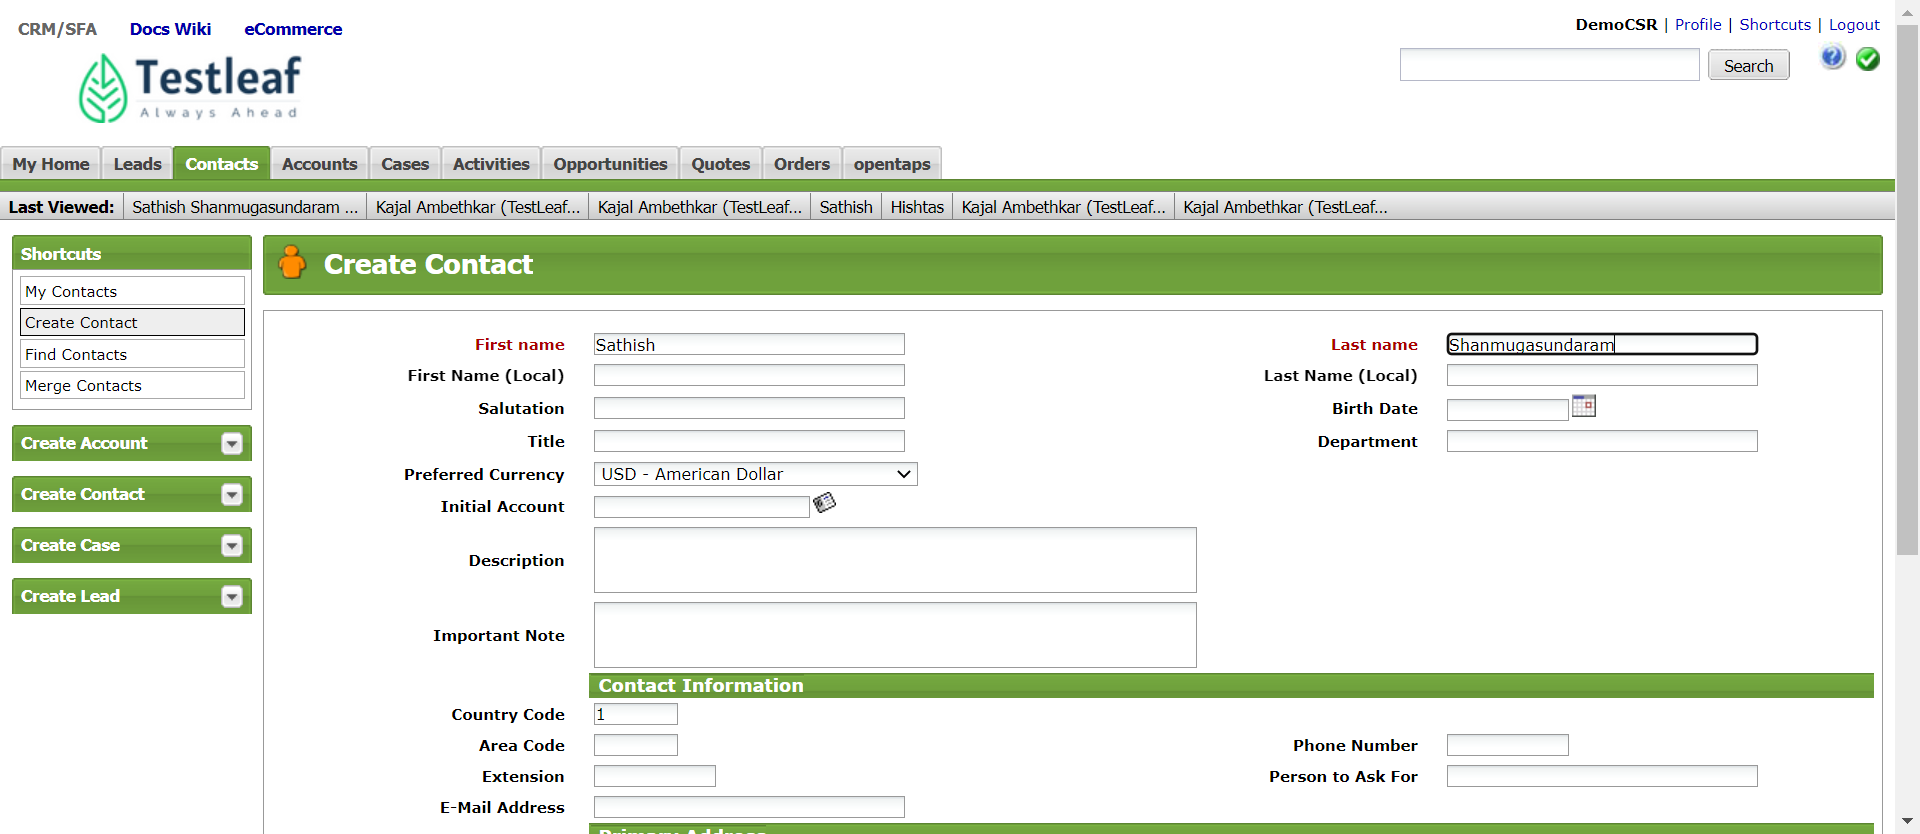 CRM/SFA Docs Wiki eCommerce
DemoCSR | Profile | Shortcuts | Logout
Testleaf
Always Ahead
Search
?
My Home Leads Contacts Accounts Cases Activities Opportunities Quotes Orders opentaps
Last Viewed: Sathish Shanmugasundaram ... Kajal Ambethkar (TestLeaf... Kajal Ambethkar (TestLeaf... Sathish Hishtas Kajal Ambethkar (TestLeaf... Kajal Ambethkar (TestLeaf...
Shortcuts
My Contacts
Create Contact
Find Contacts
Merge Contacts
Create Account
Create Contact
Create Case
Create Lead
Create Contact
First name Sathish Last name Shanmugasundaram
First Name (Local) Last Name (Local)
Salutation Birth Date
Title Department
Preferred Currency USD - American Dollar
Initial Account
Description
Important Note
Contact Information
Country Code 1
Area Code Phone Number
Extension Person to Ask For
E-Mail Address
Primary Address